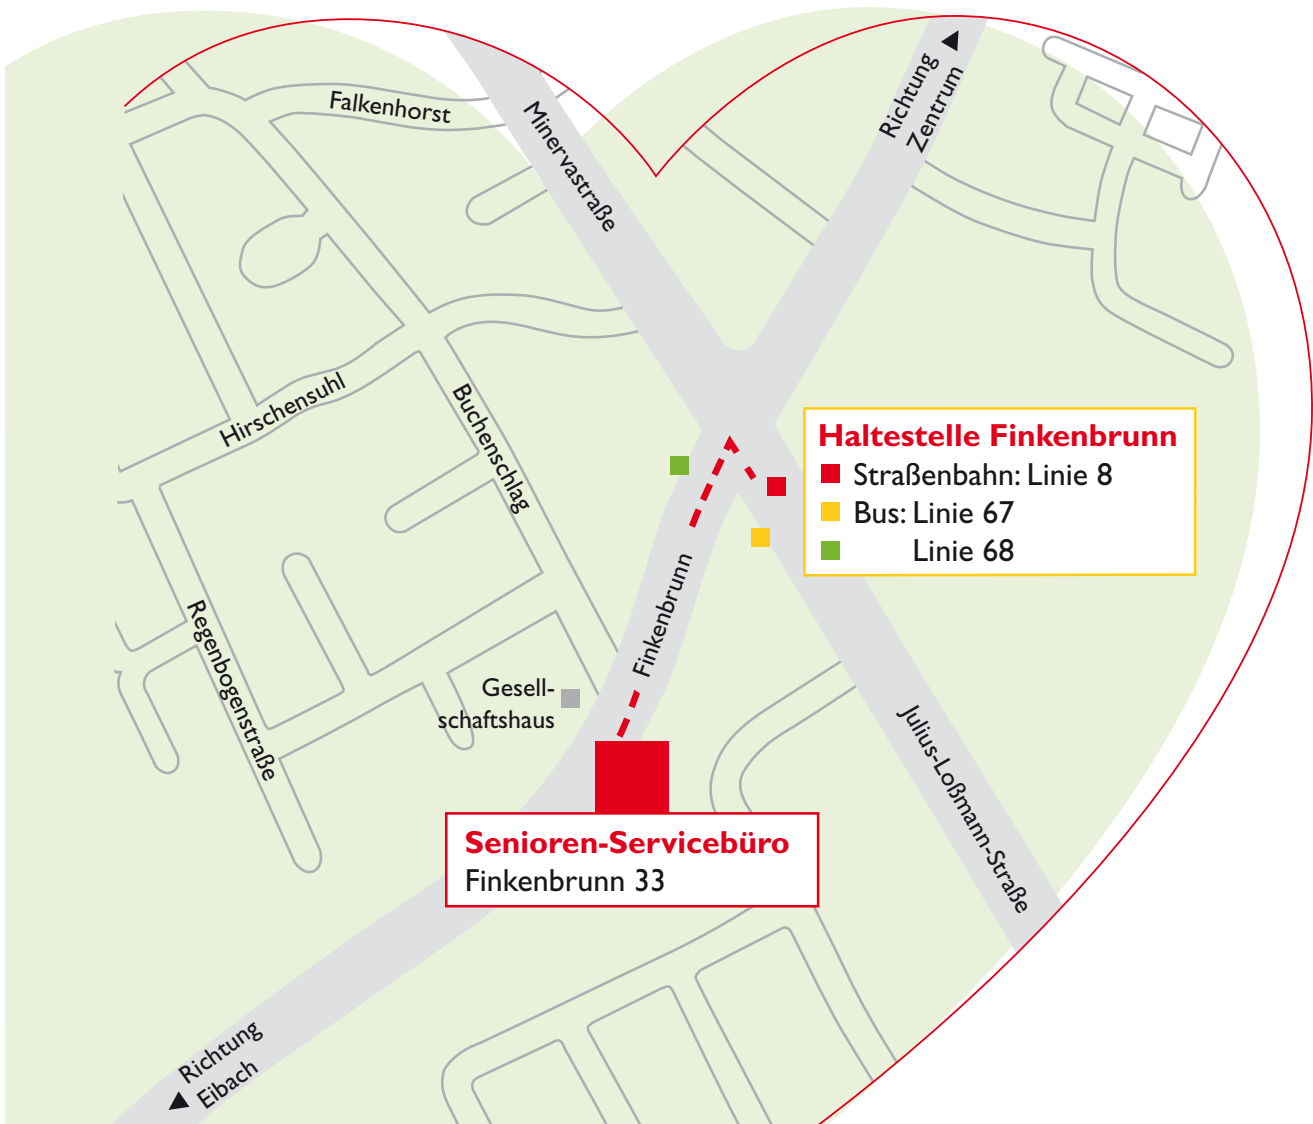 Falkenhorst
Minervastraße
Richtung
Zentrum
Hirschensuhl
Buchenschlag
Haltestelle Finkenbrunn
Straßenbahn: Linie 8
Bus: Linie 67
Linie 68
Finkenbrunn
Regenbogenstraße
Gesell-
schaftshaus
Julius-Loßmann-Straße
Senioren-Servicebüro
Finkenbrunn 33
Richtung
Eibach